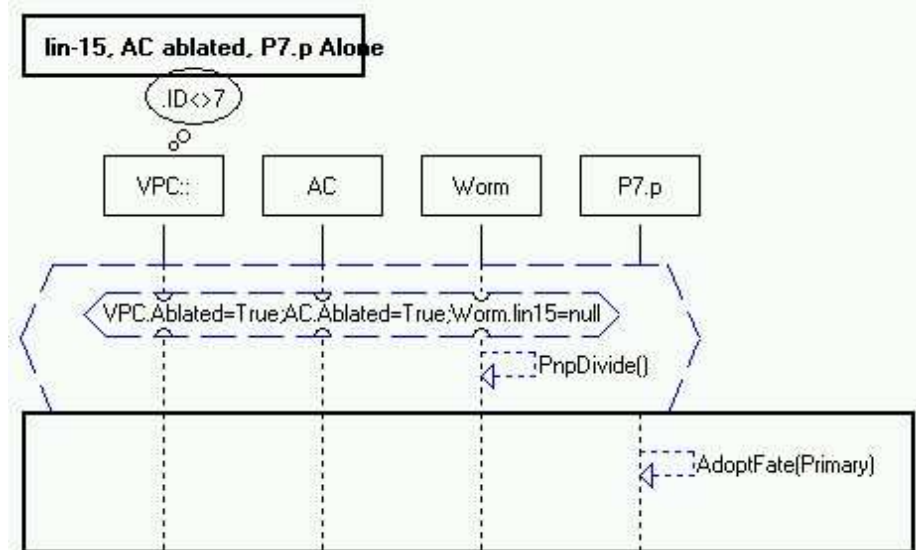 lin-15, AC ablated, P7.p Alone
.ID<>7
VPC::
AC
Worm
P7.p
VPC.Ablated=True;AC.Ablated=True;Worm.lin15=null
PnpDivide()
AdoptFate(Primary)